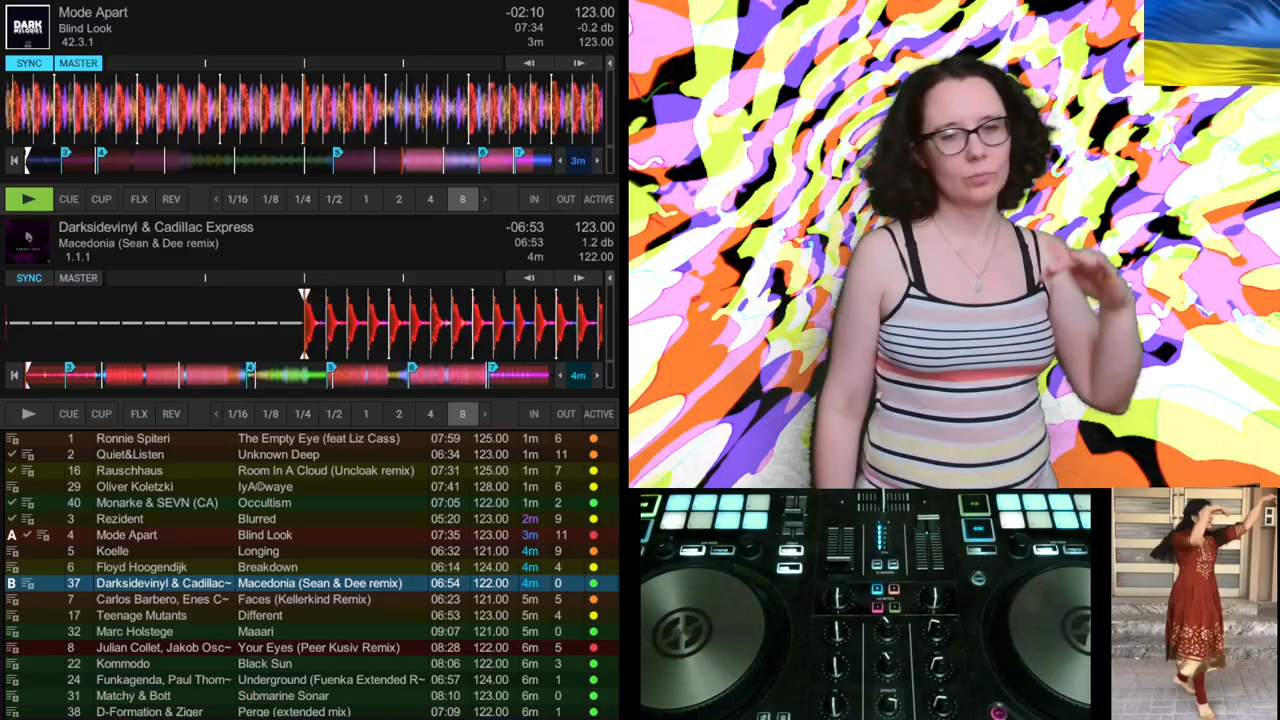 DARK MELODIES
Mode Apart -02:10 123.00
Blind Look 07:34 -0.2 db
42.3.1 3m 123.00
SYNC MASTER
3 4 5 6 7 3m
CUE CUP FLX REV 1/16 1/8 1/4 1/2 1 2 4 8 IN OUT ACTIVE
Darksidevinyl & Cadillac Express -06:53 123.00
Macedonia (Sean & Dee remix) 06:53 1.2 db
1.1.1 4m 122.00
SYNC MASTER
3 4 5 6 7 4m
CUE CUP FLX REV 1/16 1/8 1/4 1/2 1 2 4 8 IN OUT ACTIVE
1 Ronnie Spiteri The Empty Eye (feat Liz Cass) 07:59 125.00 1m 6
2 Quiet&Listen Unknown Deep 06:34 123.00 1m 11
16 Rauschhaus Room In A Cloud (Uncloak remix) 07:31 125.00 1m 7
29 Oliver Koletzki IyA©waye 07:41 128.00 1m 6
40 Monarke & SEVN (CA) Occultism 07:05 122.00 1m 2
3 Rezident Blurred 05:20 123.00 2m 9
A 4 Mode Apart Blind Look 07:35 123.00 3m 11
5 Koelle Longing 06:32 121.00 4m 9
6 Floyd Hoogendijk Breakdown 06:14 124.00 4m 4
B 37 Darksidevinyl & Cadillac~ Macedonia (Sean & Dee remix) 06:54 122.00 4m 0
7 Carlos Barbero, Enes C~ Faces (Kellerkind Remix) 06:23 121.00 5m 5
17 Teenage Mutants Different 06:53 123.00 5m 4
32 Marc Holstege Maaari 09:07 121.00 5m 0
8 Julian Collet, Jakob Osc~ Your Eyes (Peer Kusiv Remix) 08:28 122.00 6m 5
22 Kommodo Black Sun 08:06 122.00 6m 3
24 Funkagenda, Paul Thom~ Underground (Fuenka Extended R~ 06:57 124.00 6m 1
31 Matchy & Bott Submarine Sonar 08:10 123.00 6m 0
38 D-Formation & Ziger Perge (extended mix) 07:09 122.00 6m 1